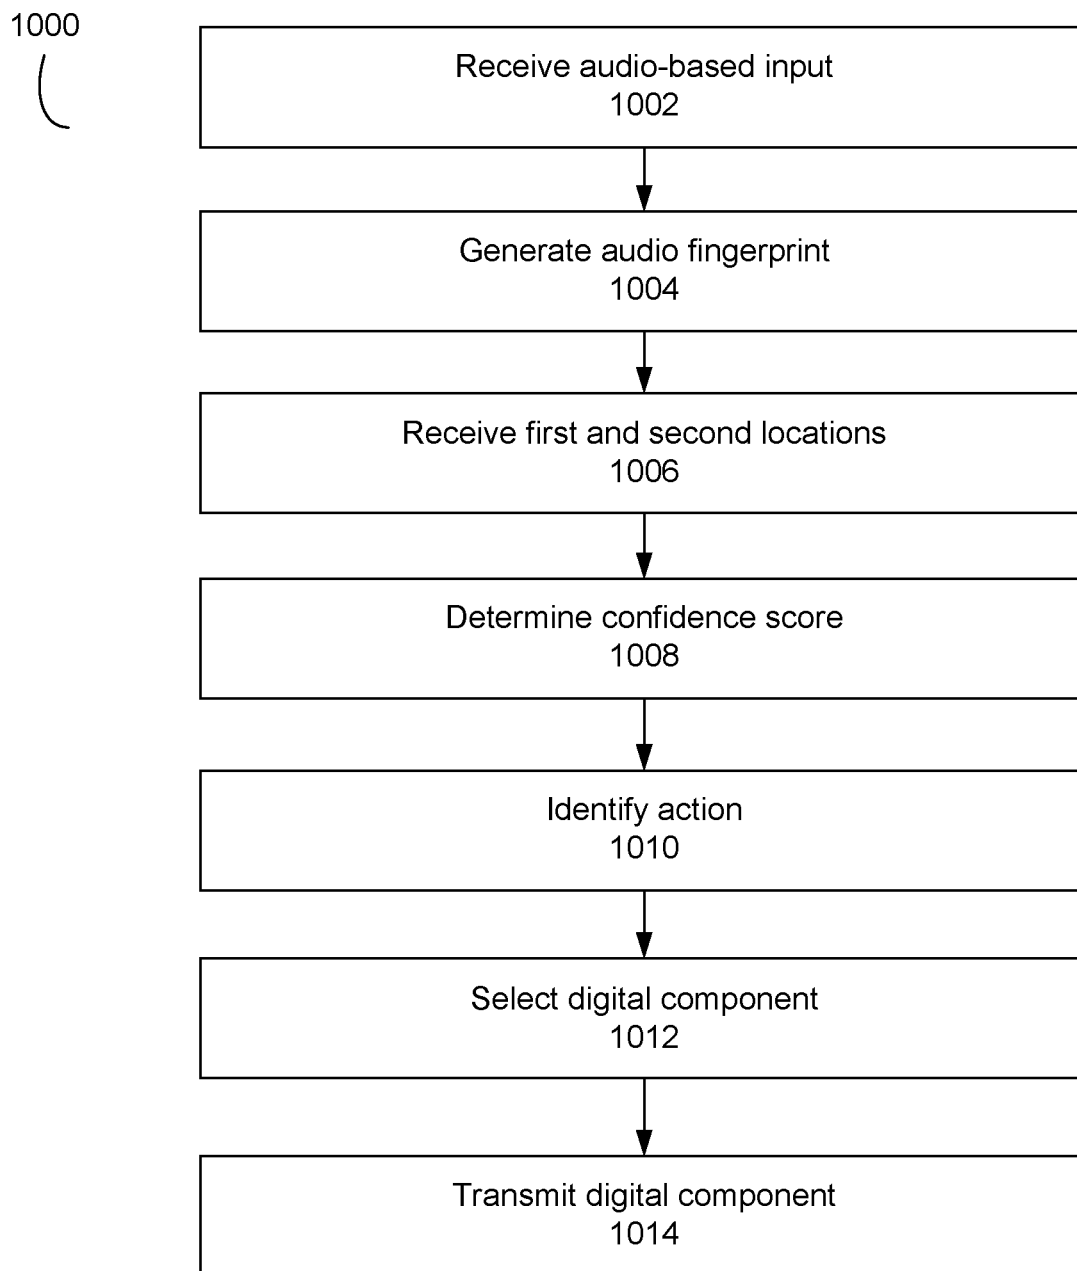 1000
Receive audio-based input
1002
Generate audio fingerprint
1004
Receive first and second locations
1006
Determine confidence score
1008
Identify action
1010
Select digital component
1012
Transmit digital component
1014